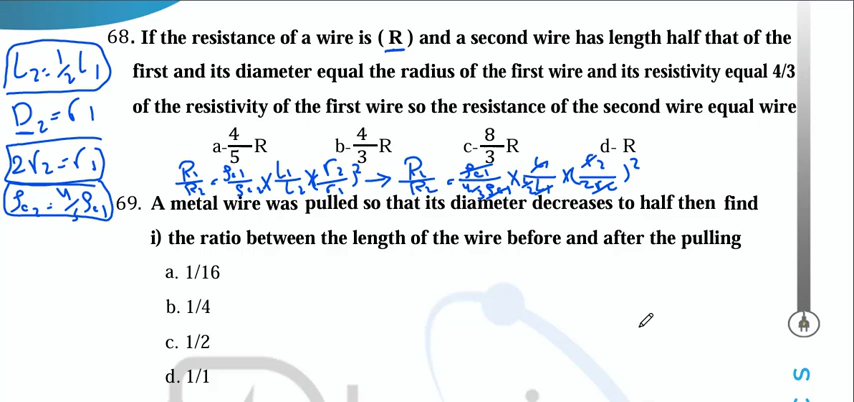 68. If the resistance of a wire is ( R ) and a second wire has length half that of the
L₂ = ½ L₁
first and its diameter equal the radius of the first wire and its resistivity equal 4/3
D₂ = r₁
of the resistivity of the first wire so the resistance of the second wire equal wire
a- 4/5 R b- 4/3 R c- 8/3 R d- R
2r₂ = r₁
69. A metal wire was pulled so that its diameter decreases to half then find
i) the ratio between the length of the wire before and after the pulling
a. 1/16
b. 1/4
c. 1/2
d. 1/1
S